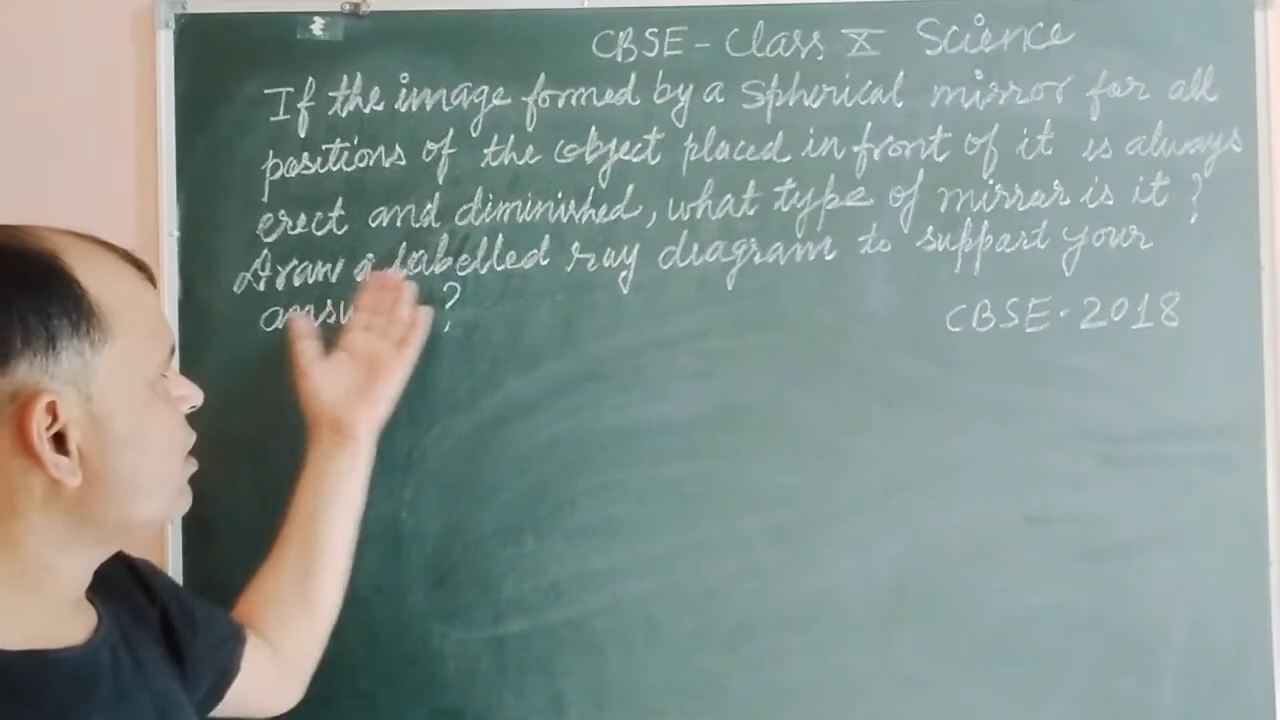 CBSE - Class X Science
If the image formed by a spherical mirror for all
positions of the object placed in front of it is always
erect and diminished, what type of mirror is it ?
Draw a labelled ray diagram to support your
?
CBSE - 2018